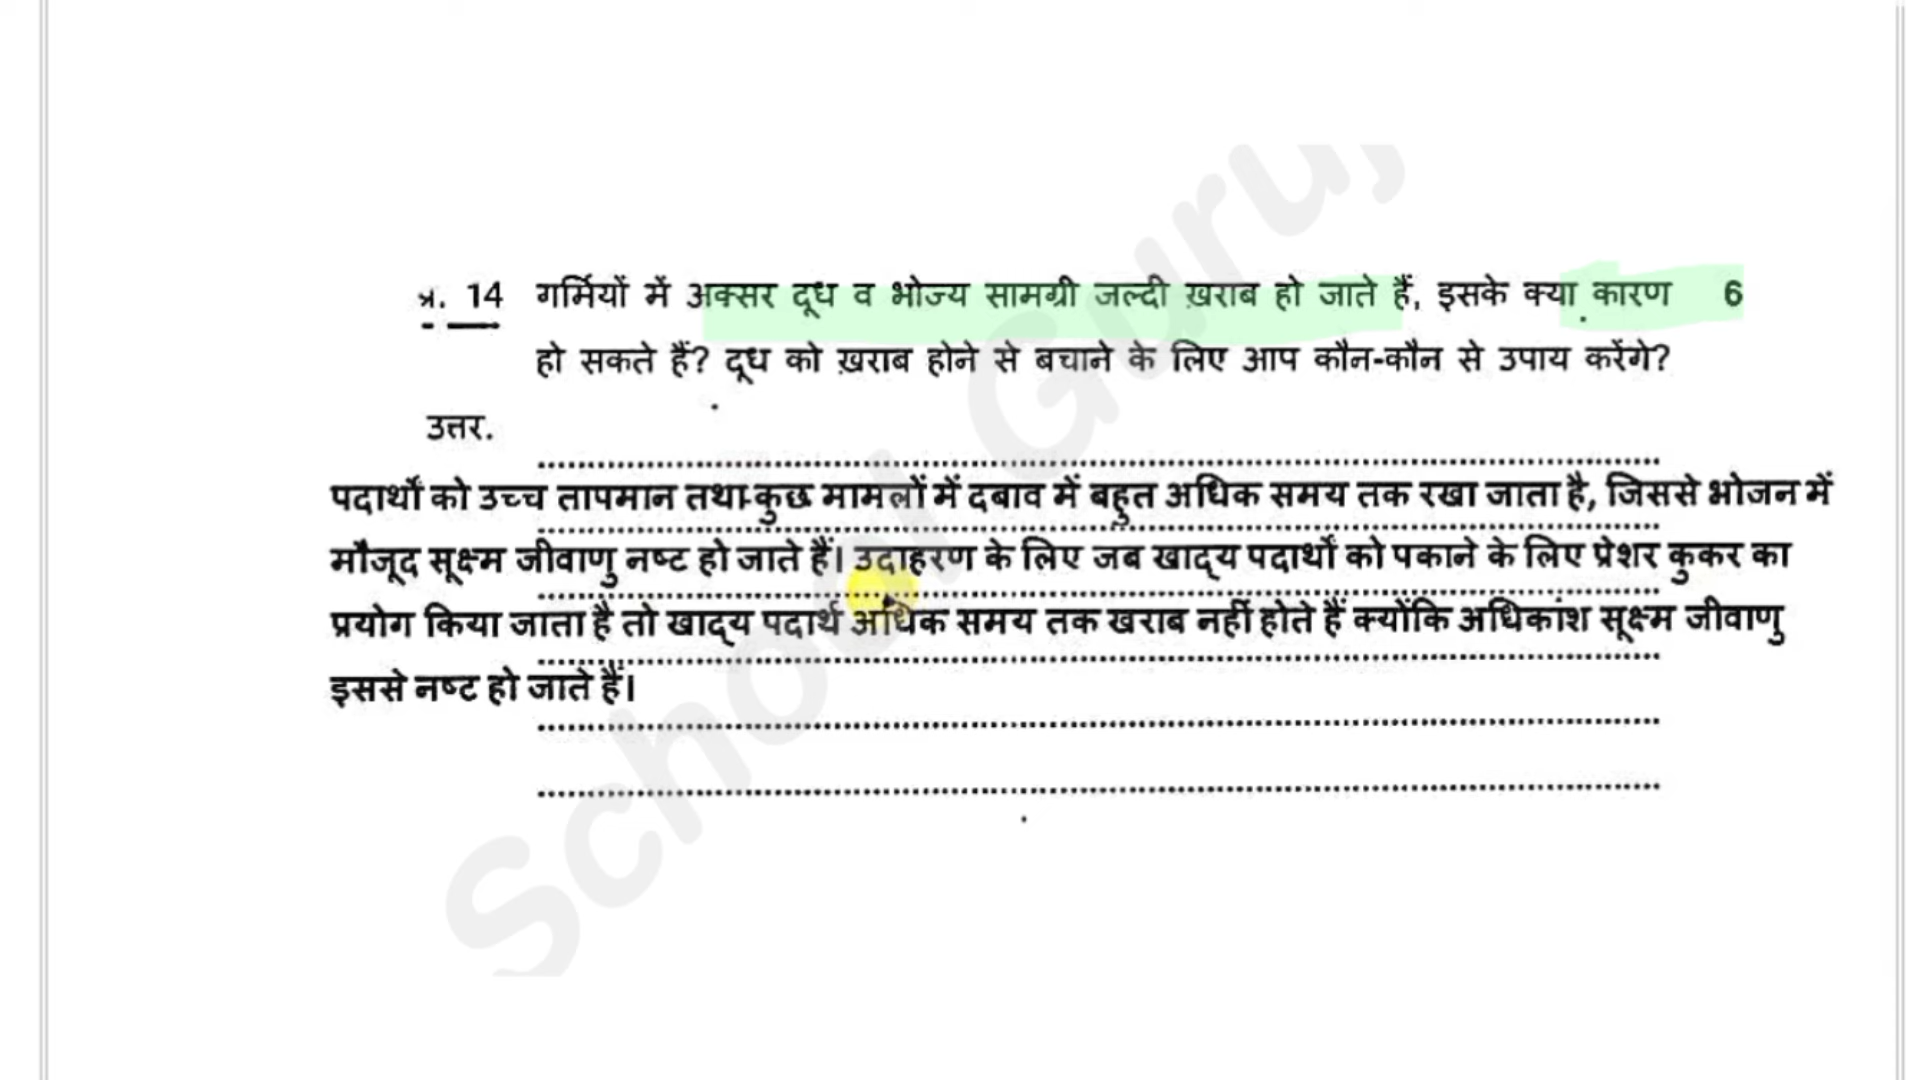 प्र. 14 गर्मियों में अक्सर दूध व भोज्य सामग्री जल्दी ख़राब हो जाते हैं, इसके क्या कारण 6
हो सकते हैं? दूध को ख़राब होने से बचाने के लिए आप कौन-कौन से उपाय करेंगे?
उत्तर.
पदार्थों को उच्च तापमान तथा कुछ मामलों में दबाव में बहुत अधिक समय तक रखा जाता है, जिससे भोजन में
मौजूद सूक्ष्म जीवाणु नष्ट हो जाते हैं। उदाहरण के लिए जब खाद्य पदार्थों को पकाने के लिए प्रेशर कुकर का
प्रयोग किया जाता है तो खाद्य पदार्थ अधिक समय तक खराब नहीं होते हैं क्योंकि अधिकांश सूक्ष्म जीवाणु
इससे नष्ट हो जाते हैं।
School Guru,